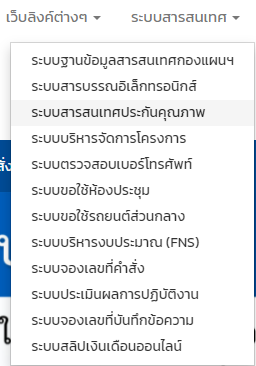 เว็บลิงค์ต่างๆ ระบบสารสนเทศ
ระบบฐานข้อมูลสารสนเทศกองแผนฯ
ระบบสารบรรณอิเล็กทรอนิกส์
ระบบสารสนเทศประกันคุณภาพ
ระบบบริหารจัดการโครงการ
ระบบตรวจสอบเบอร์โทรศัพท์
ระบบขอใช้ห้องประชุม
ระบบขอใช้รถยนต์ส่วนกลาง
ระบบบริหารงบประมาณ (FNS)
ระบบจองเลขที่คำสั่ง
ระบบประเมินผลการปฏิบัติงาน
ระบบจองเลขที่บันทึกข้อความ
ระบบสลิปเงินเดือนออนไลน์